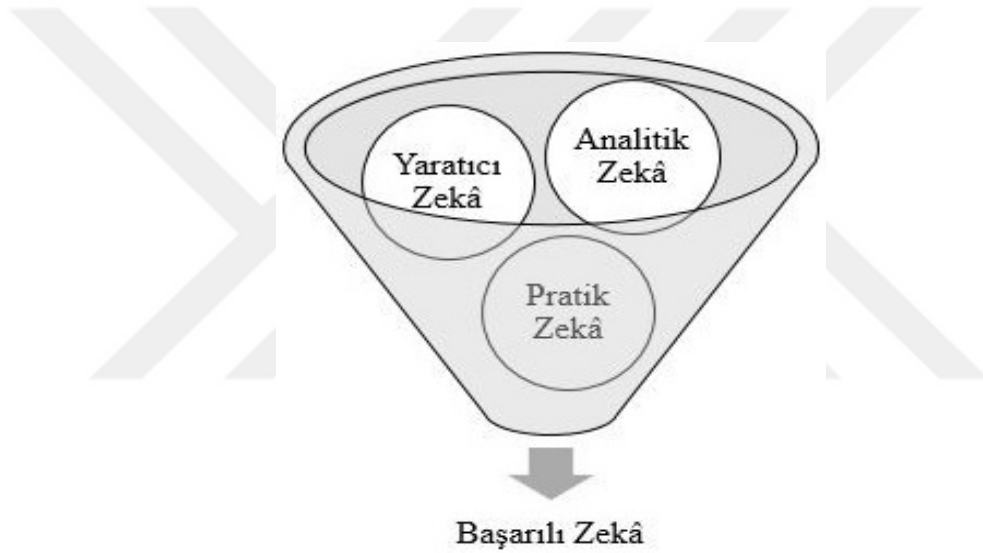 Yaratıcı
Zekâ
Analitik
Zekâ
Pratik
Zekâ
Başarılı Zekâ